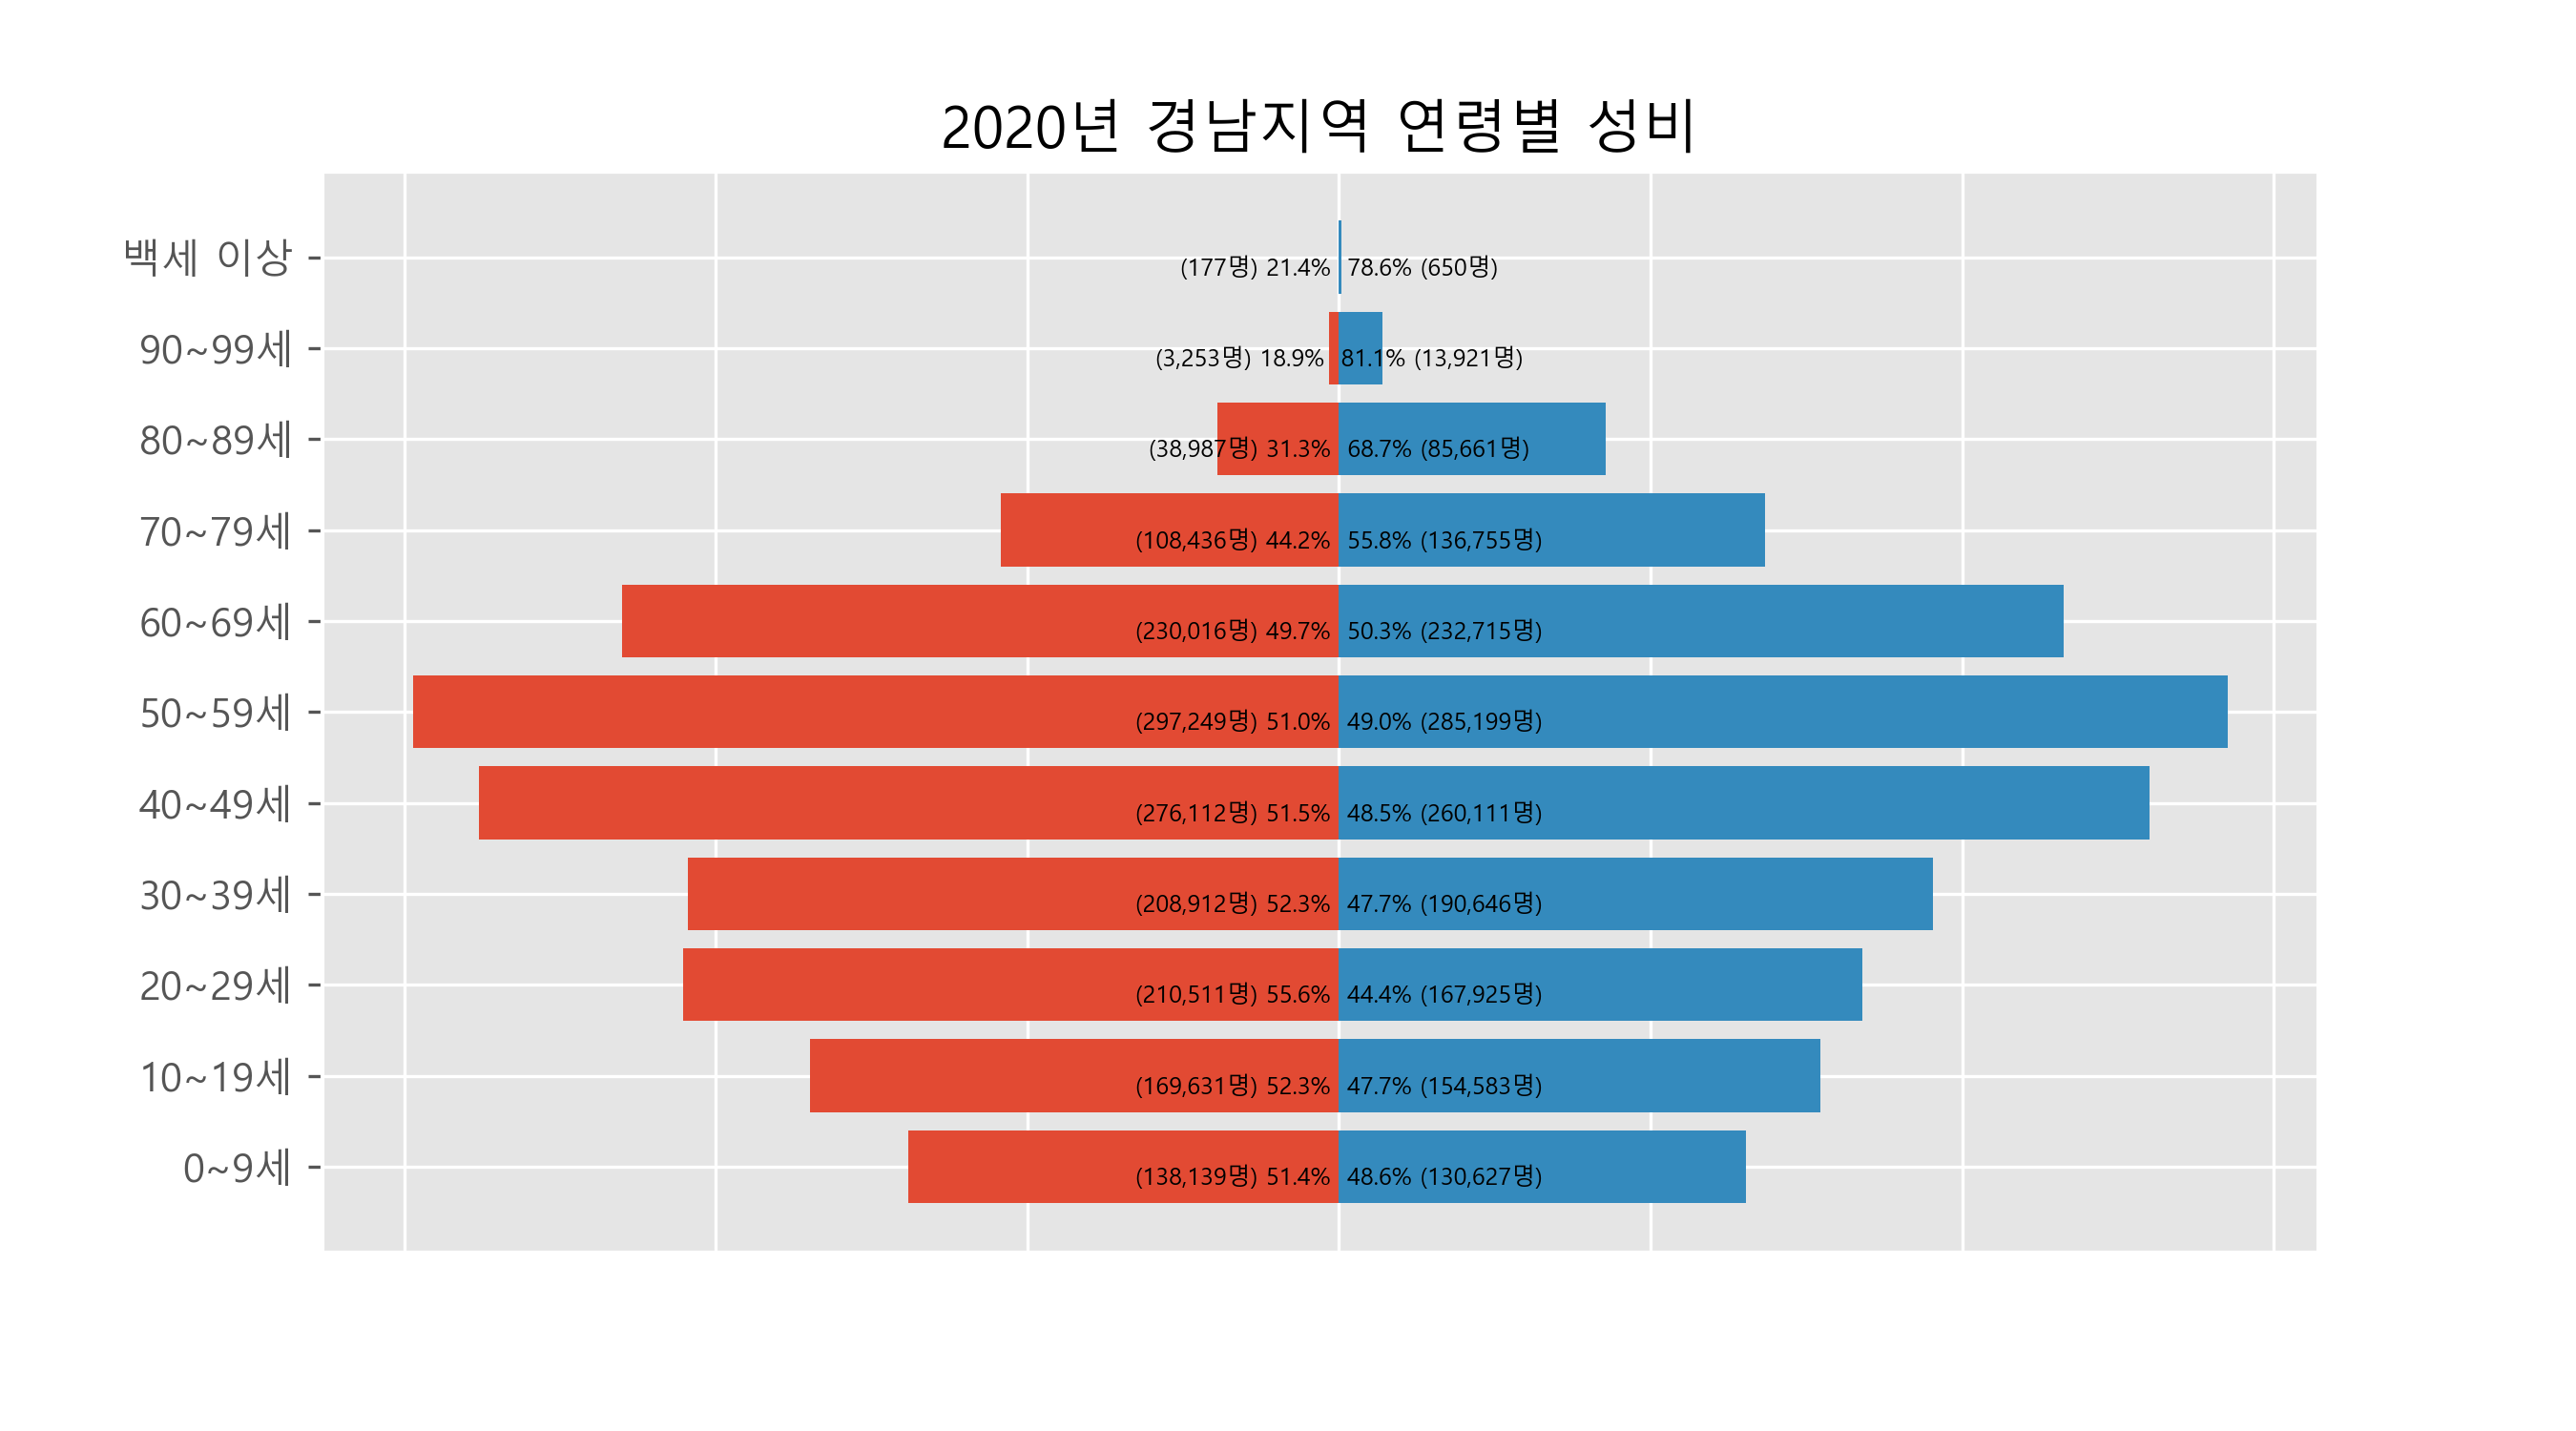 2020년 경남지역 연령별 성비
백세 이상 (177명) 21.4% 78.6% (650명)
90~99세 (3,253명) 18.9% 81.1% (13,921명)
80~89세 (38,987명) 31.3% 68.7% (85,661명)
70~79세 (108,436명) 44.2% 55.8% (136,755명)
60~69세 (230,016명) 49.7% 50.3% (232,715명)
50~59세 (297,249명) 51.0% 49.0% (285,199명)
40~49세 (276,112명) 51.5% 48.5% (260,111명)
30~39세 (208,912명) 52.3% 47.7% (190,646명)
20~29세 (210,511명) 55.6% 44.4% (167,925명)
10~19세 (169,631명) 52.3% 47.7% (154,583명)
0~9세 (138,139명) 51.4% 48.6% (130,627명)